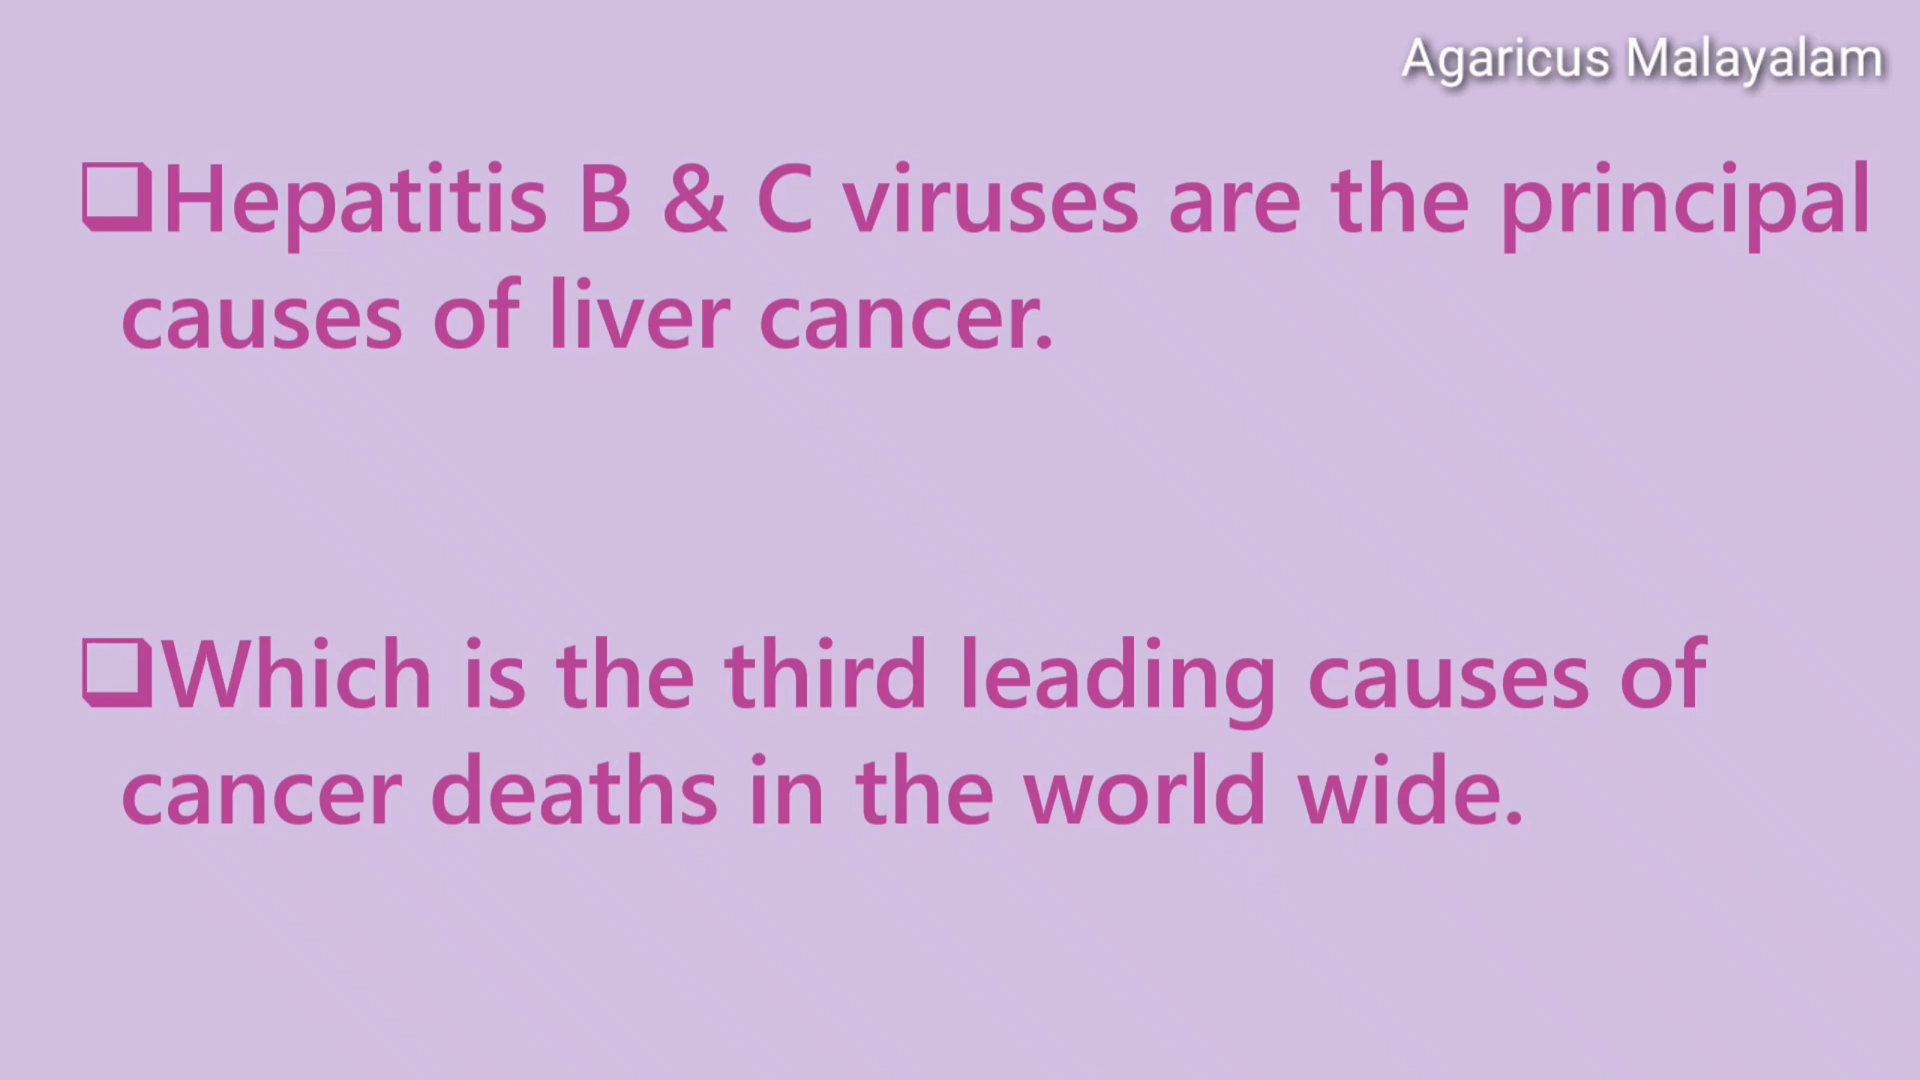 Agaricus Malayalam
❑Hepatitis B & C viruses are the principal
causes of liver cancer.
❑Which is the third leading causes of
cancer deaths in the world wide.